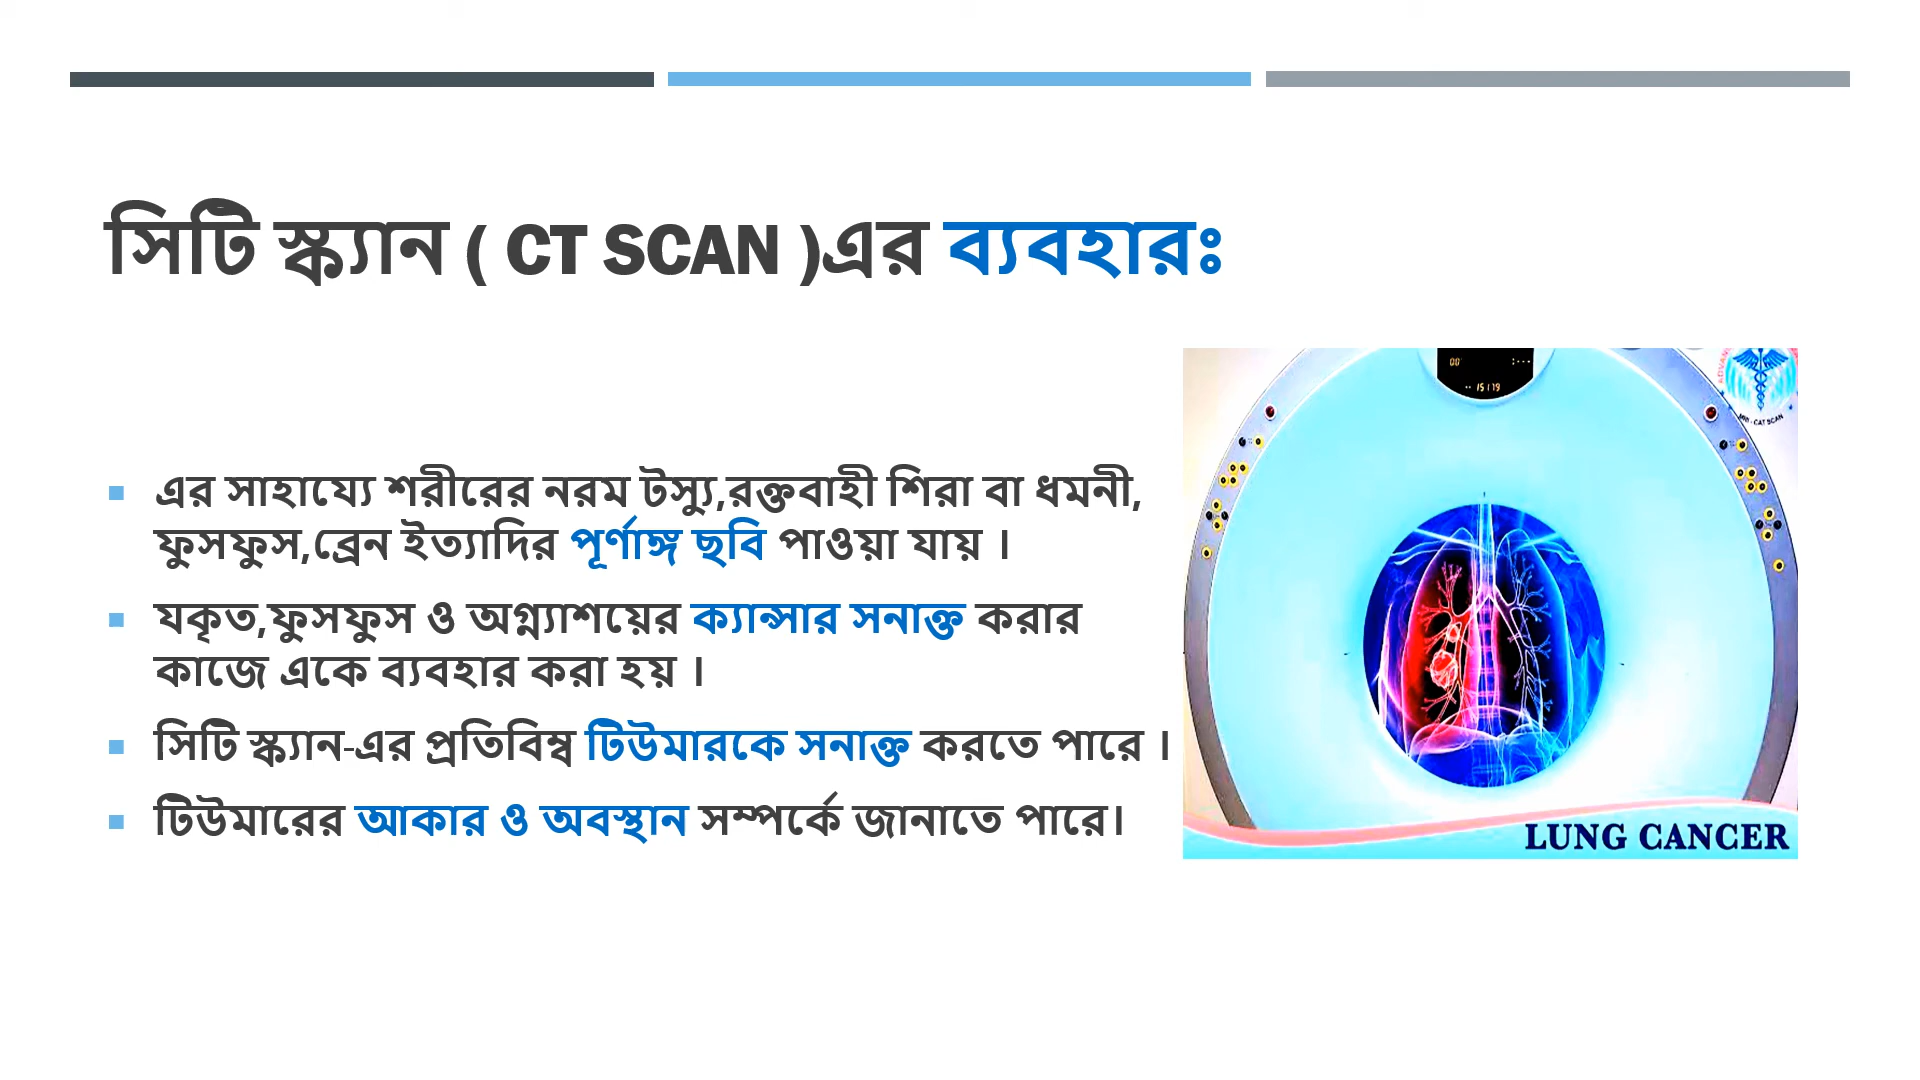 সিটি স্ক্যান ( CT SCAN )এর ব্যবহারঃ
এর সাহায্যে শরীরের নরম টস্যু,রক্তবাহী শিরা বা ধমনী,
ফুসফুস,ব্রেন ইত্যাদির পূর্ণাঙ্গ ছবি পাওয়া যায় ।
যকৃত,ফুসফুস ও অগ্ন্যাশয়ের ক্যান্সার সনাক্ত করার
কাজে একে ব্যবহার করা হয় ।
সিটি স্ক্যান-এর প্রতিবিম্ব টিউমারকে সনাক্ত করতে পারে ।
টিউমারের আকার ও অবস্থান সম্পর্কে জানাতে পারে।
CAT SCAN
LUNG CANCER